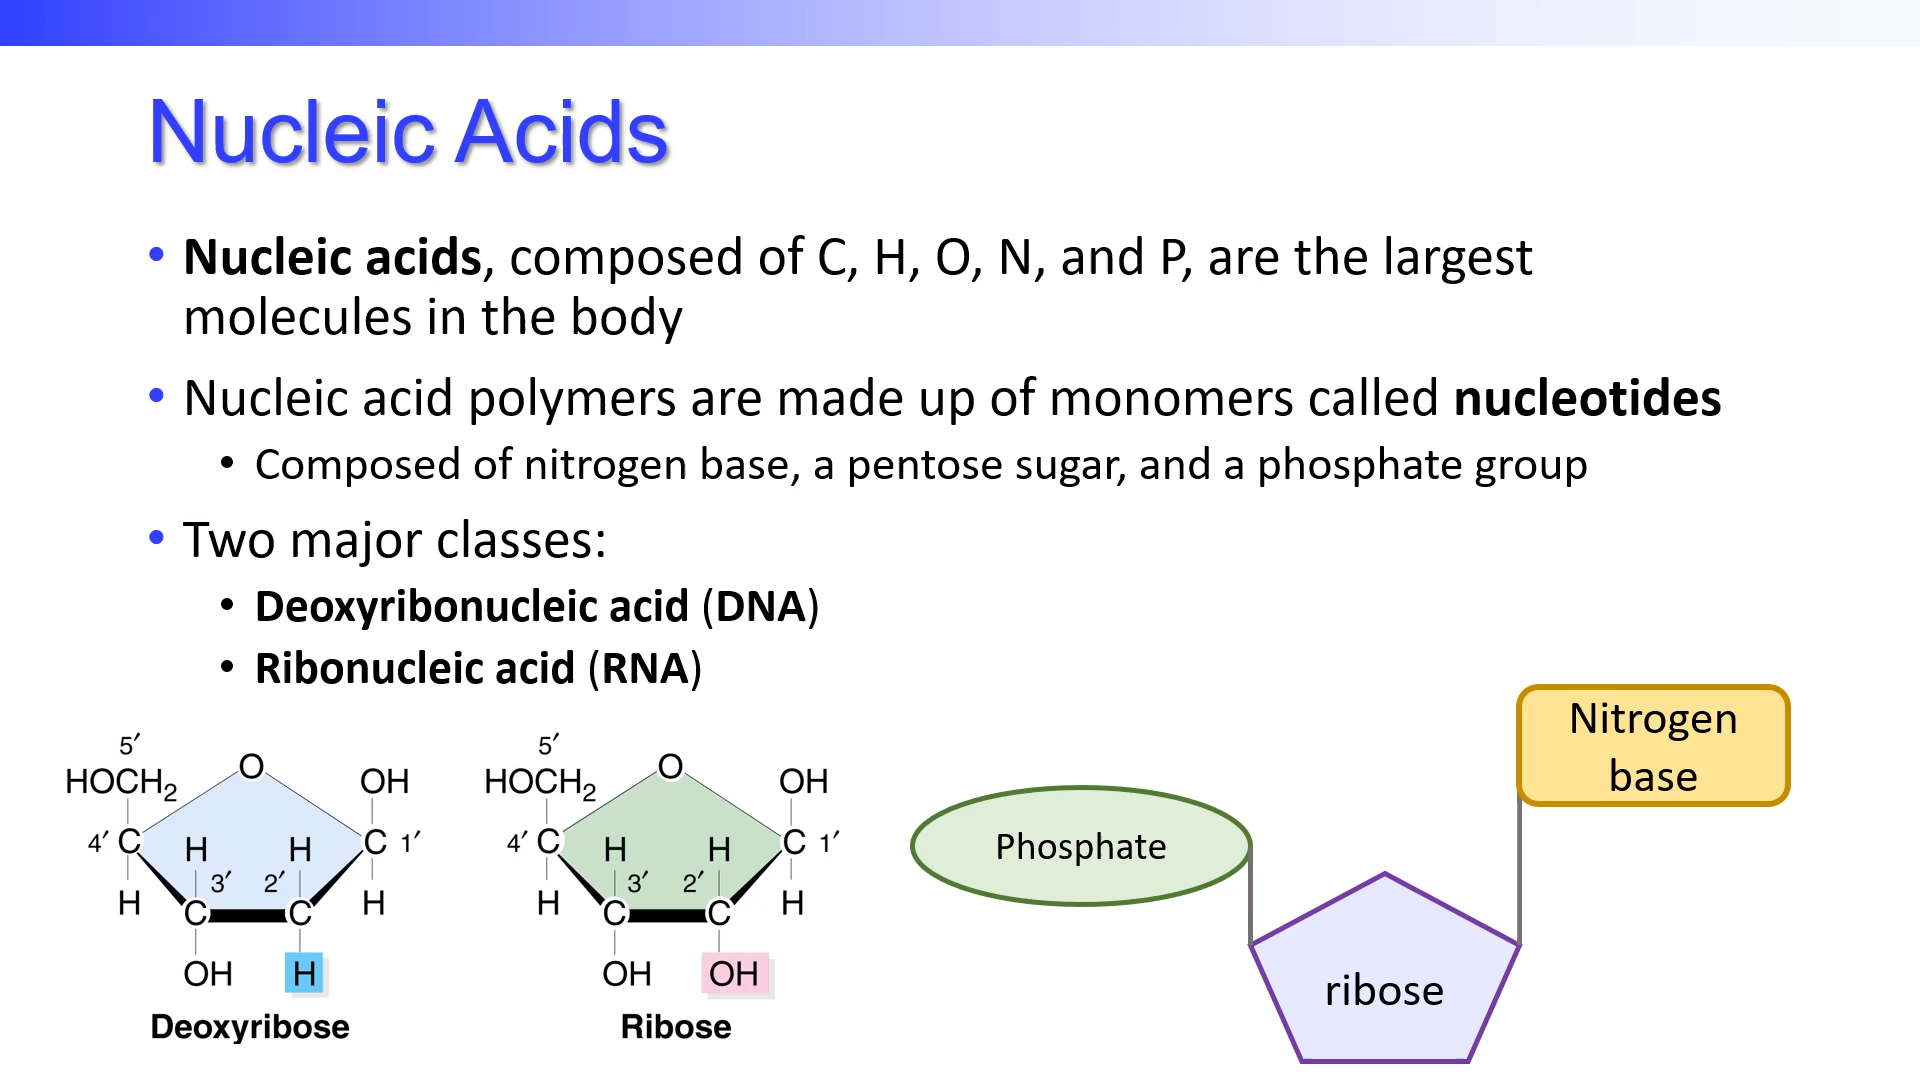 Nucleic Acids
• Nucleic acids, composed of C, H, O, N, and P, are the largest
molecules in the body
• Nucleic acid polymers are made up of monomers called nucleotides
• Composed of nitrogen base, a pentose sugar, and a phosphate group
• Two major classes:
• Deoxyribonucleic acid (DNA)
• Ribonucleic acid (RNA)
5′
HOCH₂ O OH
4′ C H H C 1′
3′ 2′
H C C H
OH H
Deoxyribose
5′
HOCH₂ O OH
4′ C H H C 1′
3′ 2′
H C C H
OH OH
Ribose
Phosphate
Nitrogen
base
ribose